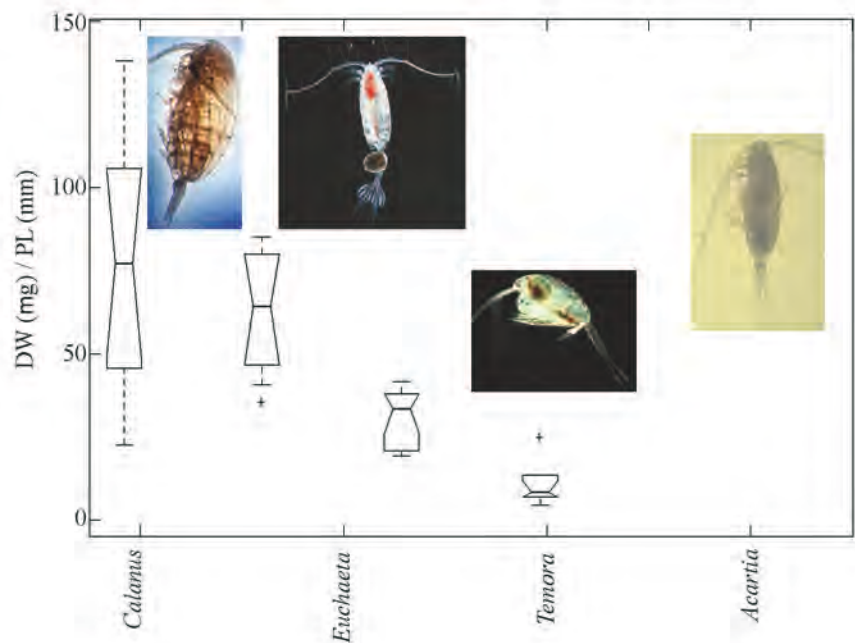 150
100
50
0
DW (mg) / PL (mm)
Calanus
Euchaeta
Temora
Acartia